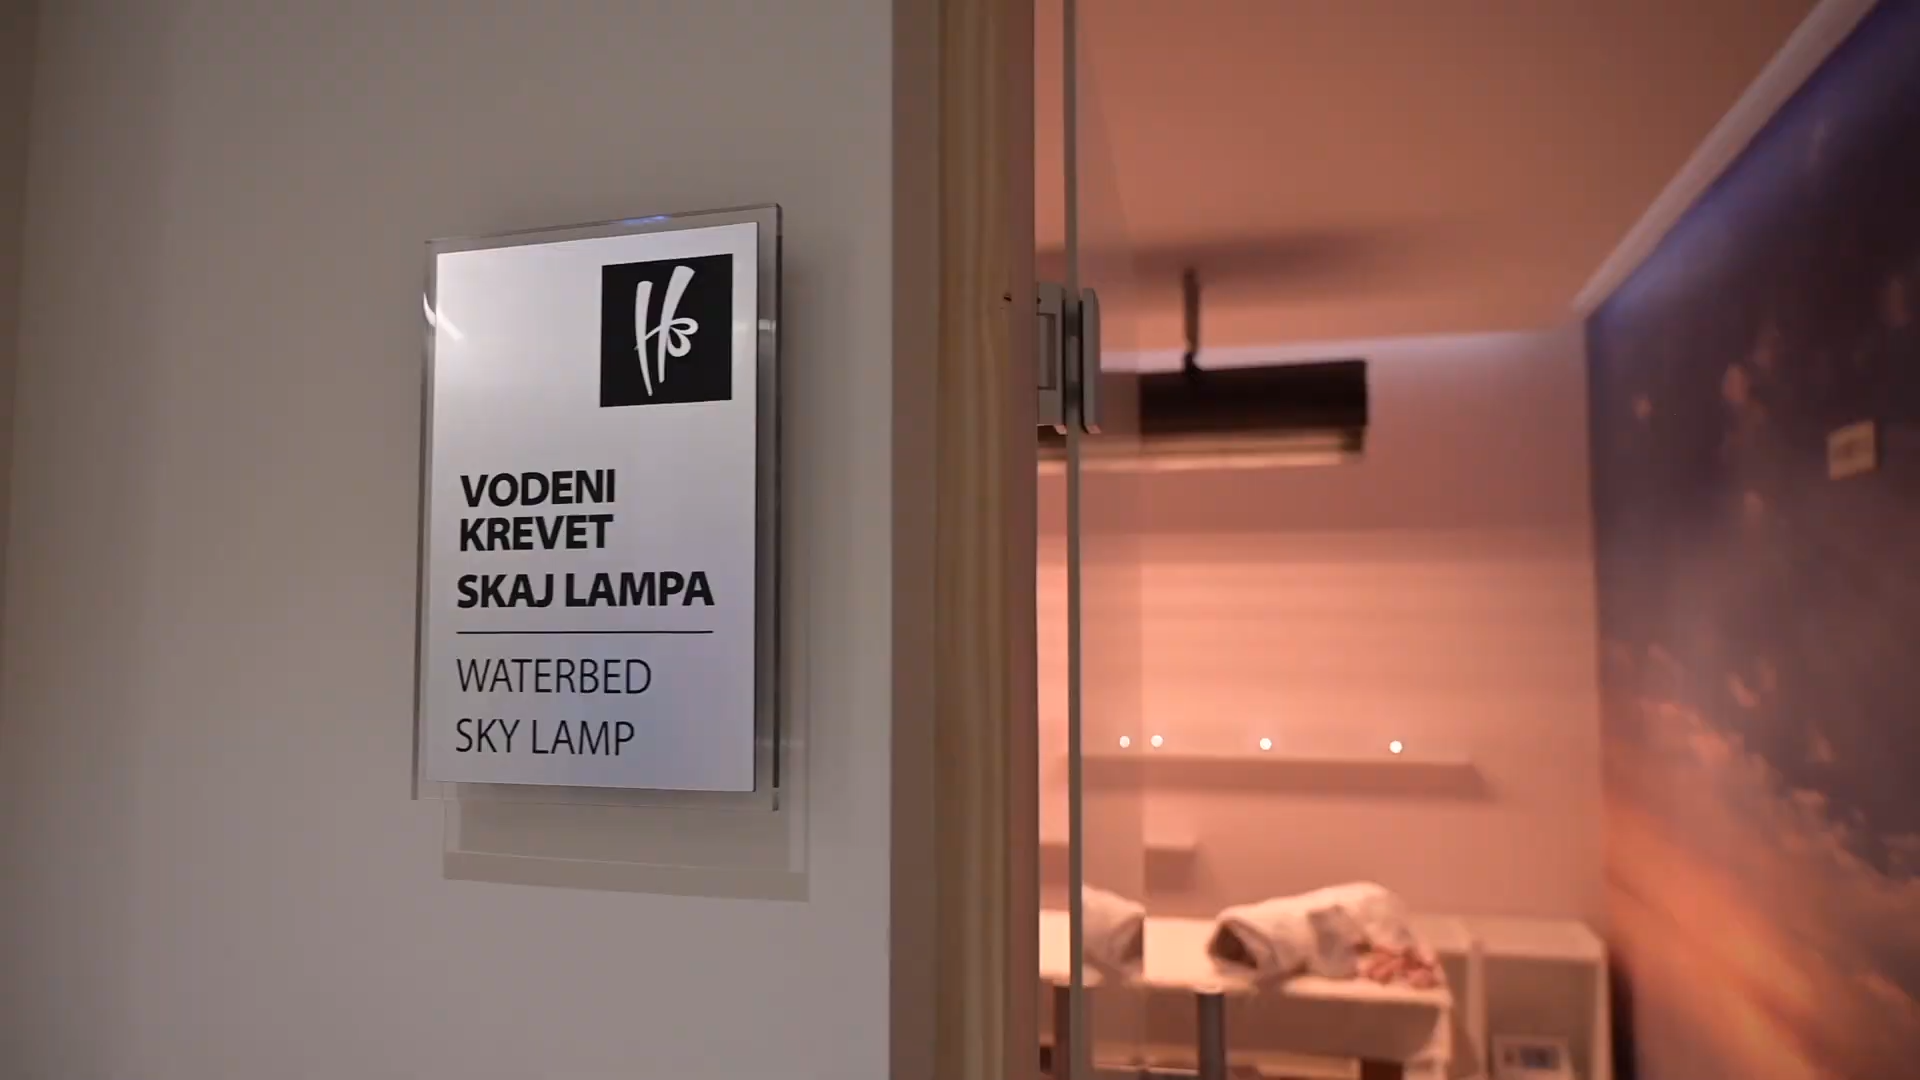 VODENI
KREVET
SKAJ LAMPA
WATERBED
SKY LAMP